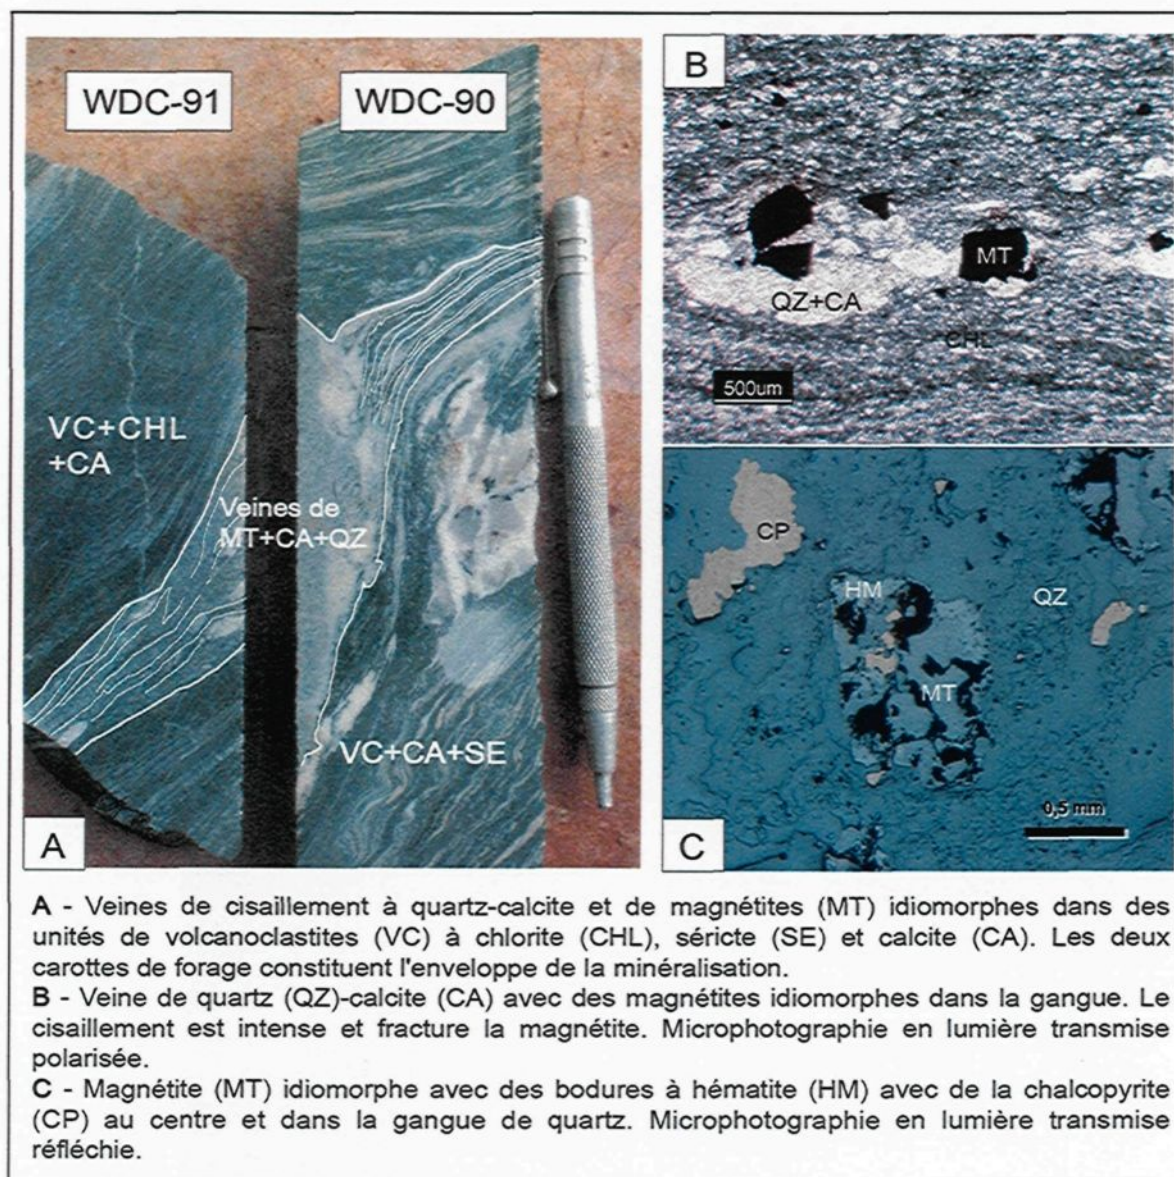 WDC-91
WDC-90
VC+CHL
+CA
Veines de
MT+CA+QZ
VC+CA+SE
A
B
MT
QZ+CA
CHL
500um
CP
HM
QZ
MT
0,5 mm
C
A - Veines de cisaillement à quartz-calcite et de magnétites (MT) idiomorphes dans des
unités de volcanoclastites (VC) à chlorite (CHL), séricte (SE) et calcite (CA). Les deux
carottes de forage constituent l'enveloppe de la minéralisation.
B - Veine de quartz (QZ)-calcite (CA) avec des magnétites idiomorphes dans la gangue. Le
cisaillement est intense et fracture la magnétite. Microphotographie en lumière transmise
polarisée.
C - Magnétite (MT) idiomorphe avec des bodures à hématite (HM) avec de la chalcopyrite
(CP) au centre et dans la gangue de quartz. Microphotographie en lumière transmise
réfléchie.